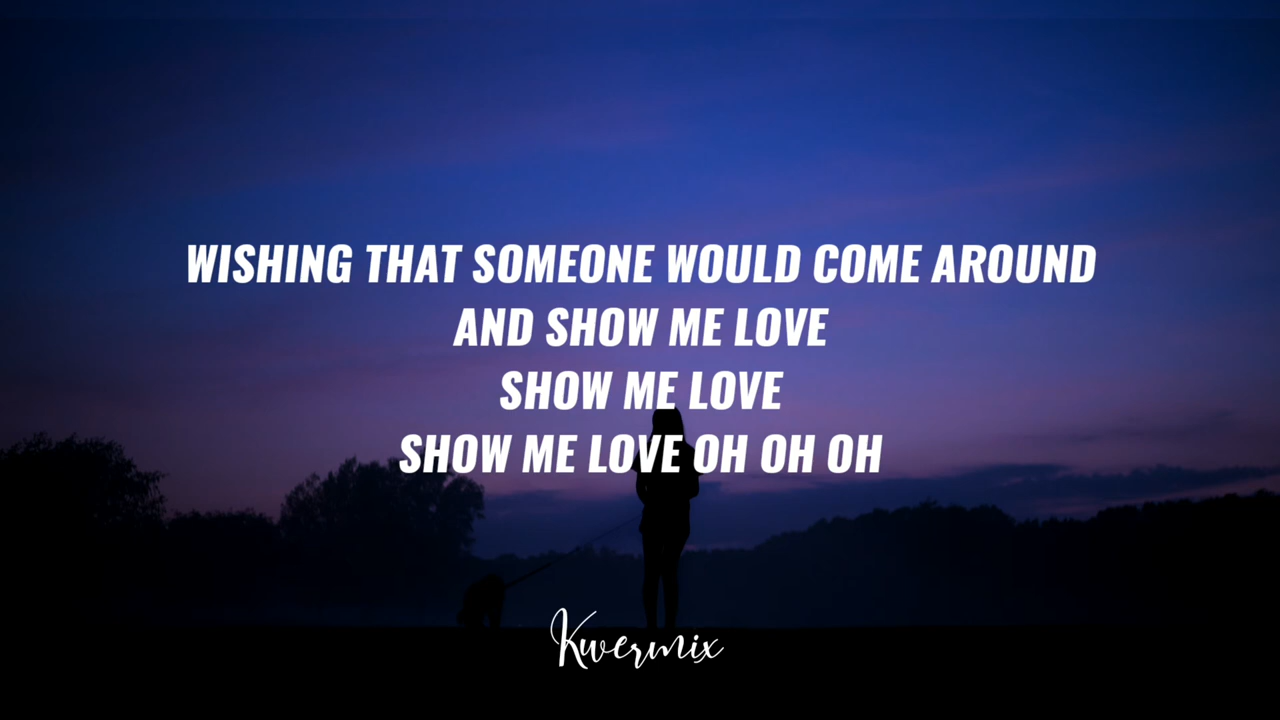 WISHING THAT SOMEONE WOULD COME AROUND
AND SHOW ME LOVE
SHOW ME LOVE
SHOW ME LOVE OH OH OH
Kwermix